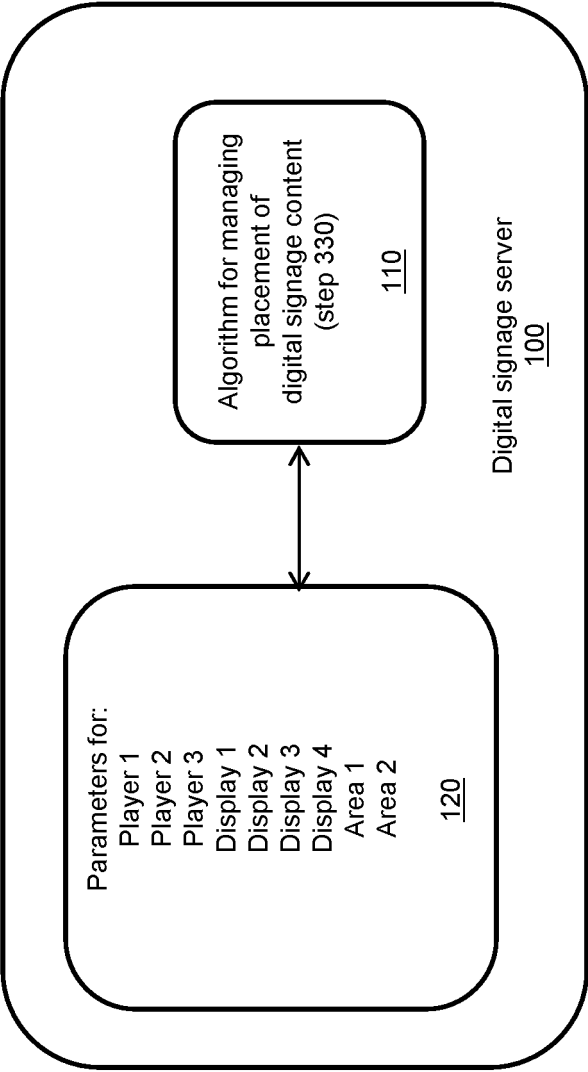 Parameters for:
Player 1
Player 2
Player 3
Display 1
Display 2
Display 3
Display 4
Area 1
Area 2
120
Algorithm for managing
placement of
digital signage content
(step 330)
110
Digital signage server
100